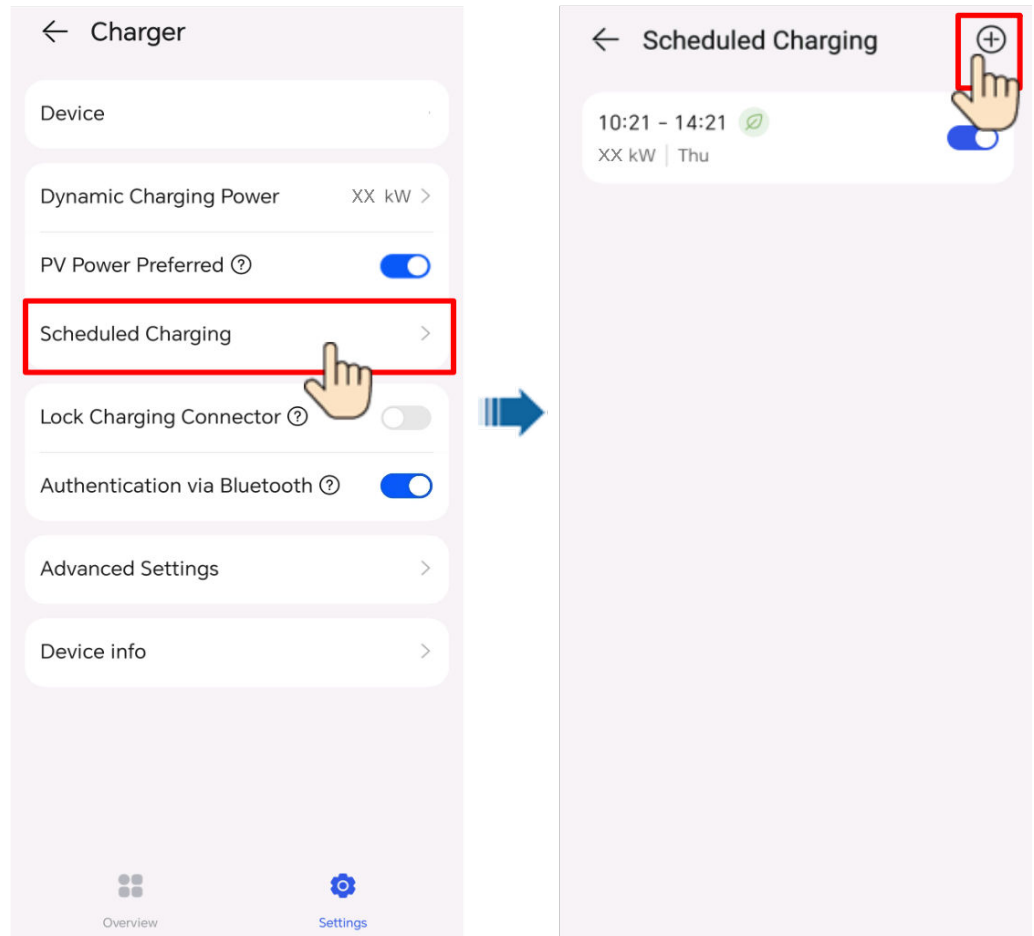 Charger
Device
Dynamic Charging Power XX kW
PV Power Preferred
Scheduled Charging
Lock Charging Connector
Authentication via Bluetooth
Advanced Settings
Device info
Overview Settings
Scheduled Charging
10:21 - 14:21
XX kW | Thu